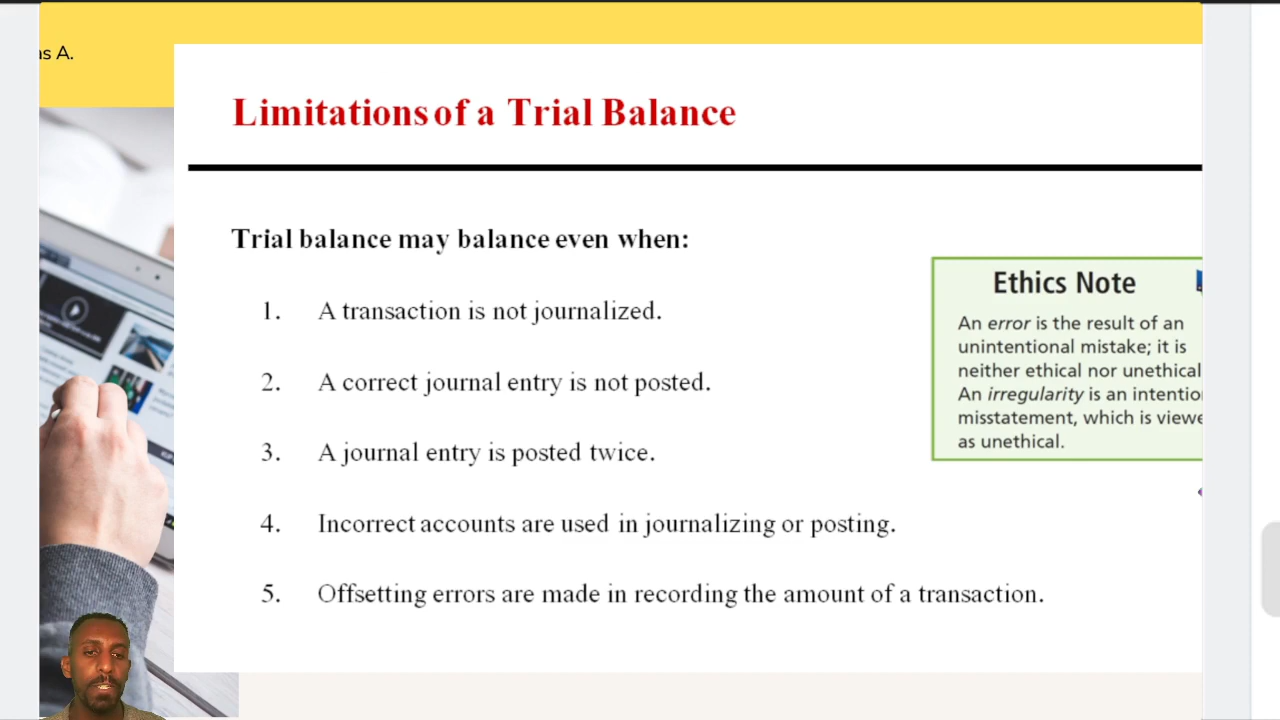 as A.
Limitations of a Trial Balance
Trial balance may balance even when:
1. A transaction is not journalized.
2. A correct journal entry is not posted.
3. A journal entry is posted twice.
4. Incorrect accounts are used in journalizing or posting.
5. Offsetting errors are made in recording the amount of a transaction.
Ethics Note
An error is the result of an
unintentional mistake; it is
neither ethical nor unethical
An irregularity is an intentio
misstatement, which is viewe
as unethical.